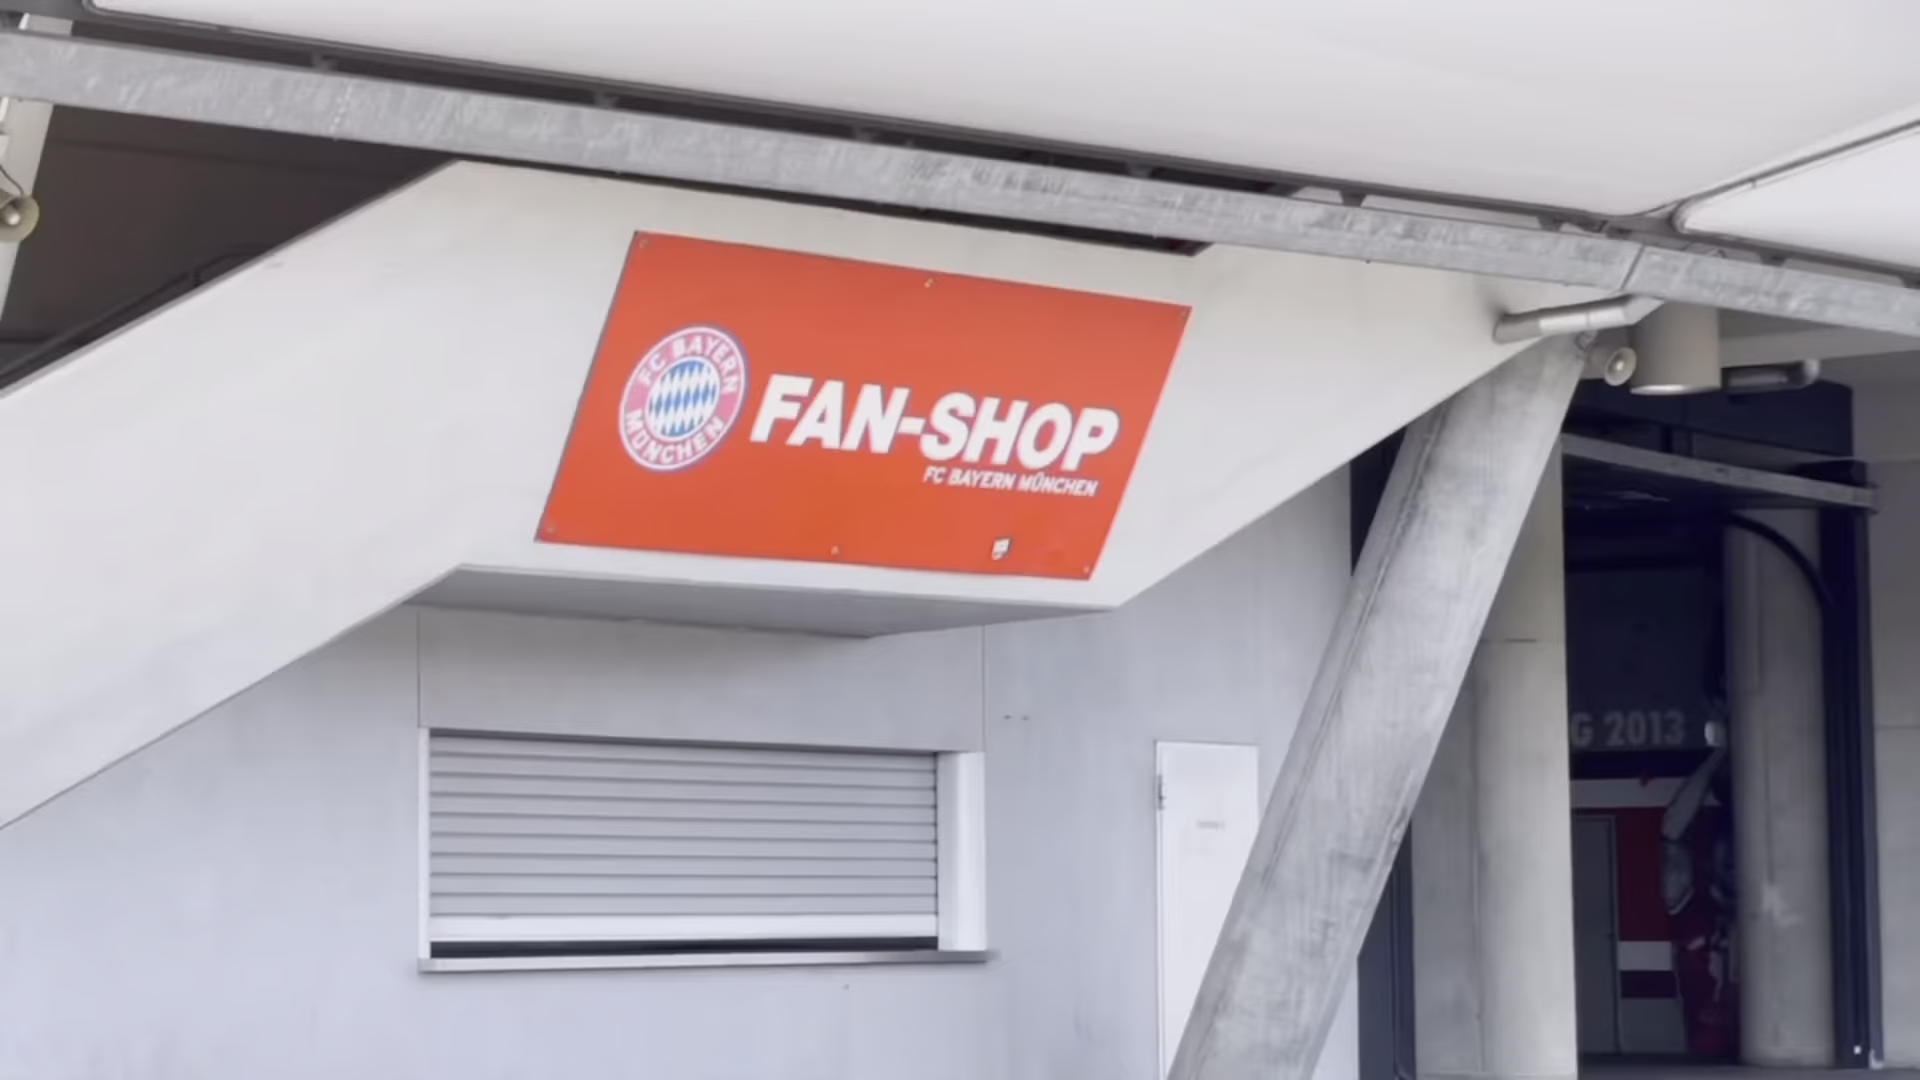 FC BAYERN
MÜNCHEN
FAN-SHOP
FC BAYERN MÜNCHEN
G 2013